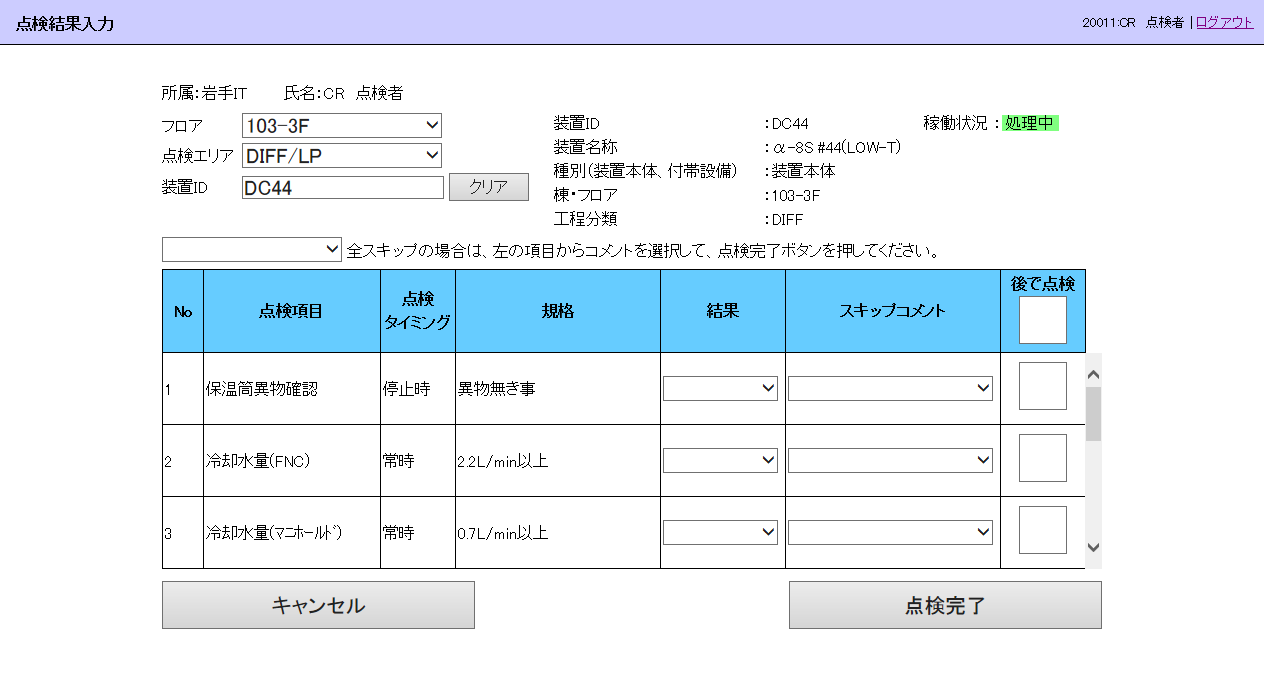 点検結果入力
20011:CR 点検者 | ログアウト
所属:岩手IT 氏名:CR 点検者
フロア 103-3F
点検エリア DIFF/LP
装置ID DC44 クリア
装置ID :DC44 稼働状況 : 処理中
装置名称 :α-8S #44(LOW-T)
種別(装置本体、付帯設備) :装置本体
棟・フロア :103-3F
工程分類 :DIFF
全スキップの場合は、左の項目からコメントを選択して、点検完了ボタンを押してください。
No 点検項目 点検タイミング 規格 結果 スキップコメント 後で点検
1 保温筒異物確認 停止時 異物無き事
2 冷却水量(FNC) 常時 2.2L/min以上
3 冷却水量(マニホールド) 常時 0.7L/min以上
キャンセル 点検完了